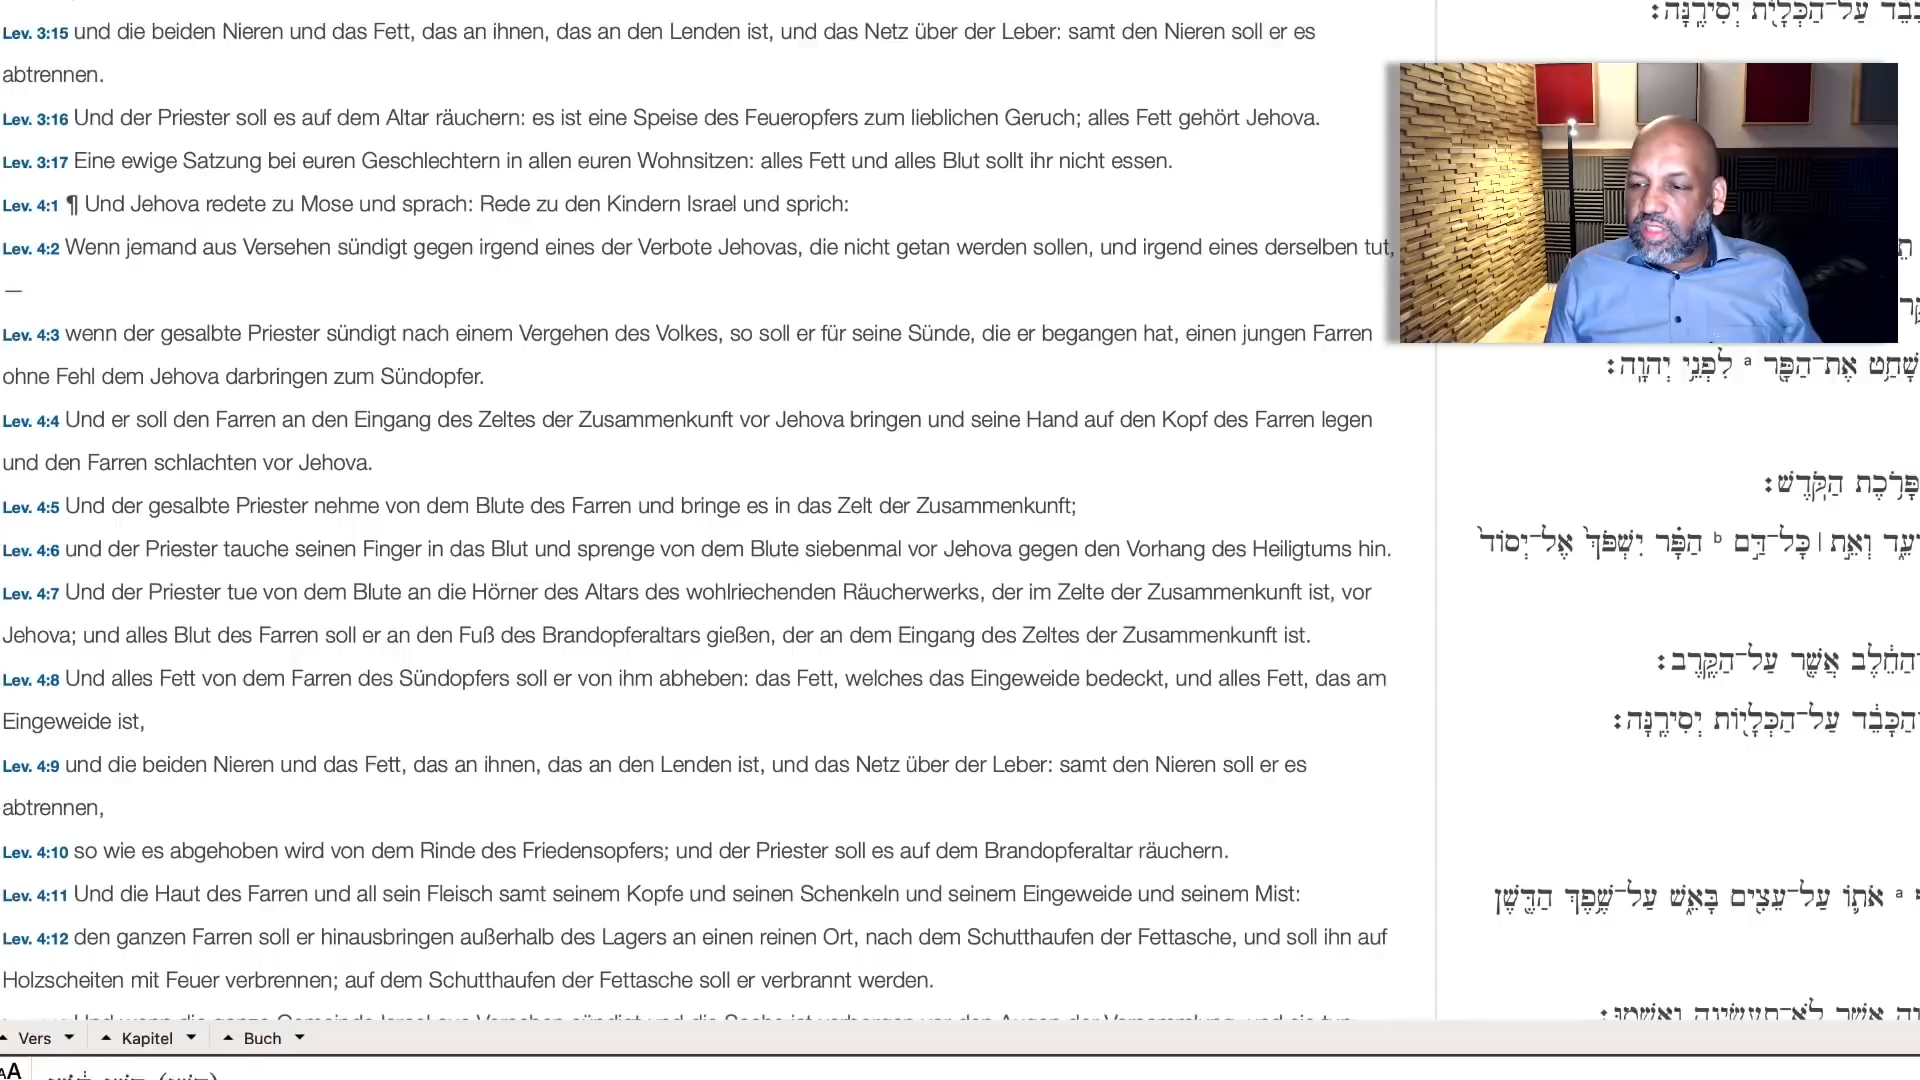 Lev. 3:15 und die beiden Nieren und das Fett, das an ihnen, das an den Lenden ist, und das Netz über der Leber: samt den Nieren soll er es
abtrennen.
Lev. 3:16 Und der Priester soll es auf dem Altar räuchern: es ist eine Speise des Feueropfers zum lieblichen Geruch; alles Fett gehört Jehova.
Lev. 3:17 Eine ewige Satzung bei euren Geschlechtern in allen euren Wohnsitzen: alles Fett und alles Blut sollt ihr nicht essen.
Lev. 4:1 ¶ Und Jehova redete zu Mose und sprach: Rede zu den Kindern Israel und sprich:
Lev. 4:2 Wenn jemand aus Versehen sündigt gegen irgend eines der Verbote Jehovas, die nicht getan werden sollen, und irgend eines derselben tut,
—
Lev. 4:3 wenn der gesalbte Priester sündigt nach einem Vergehen des Volkes, so soll er für seine Sünde, die er begangen hat, einen jungen Farren
ohne Fehl dem Jehova darbringen zum Sündopfer.
Lev. 4:4 Und er soll den Farren an den Eingang des Zeltes der Zusammenkunft vor Jehova bringen und seine Hand auf den Kopf des Farren legen
und den Farren schlachten vor Jehova.
Lev. 4:5 Und der gesalbte Priester nehme von dem Blute des Farren und bringe es in das Zelt der Zusammenkunft;
Lev. 4:6 und der Priester tauche seinen Finger in das Blut und sprenge von dem Blute siebenmal vor Jehova gegen den Vorhang des Heiligtums hin.
Lev. 4:7 Und der Priester tue von dem Blute an die Hörner des Altars des wohlriechenden Räucherwerks, der im Zelte der Zusammenkunft ist, vor
Jehova; und alles Blut des Farren soll er an den Fuß des Brandopferaltars gießen, der an dem Eingang des Zeltes der Zusammenkunft ist.
Lev. 4:8 Und alles Fett von dem Farren des Sündopfers soll er von ihm abheben: das Fett, welches das Eingeweide bedeckt, und alles Fett, das am
Eingeweide ist,
Lev. 4:9 und die beiden Nieren und das Fett, das an ihnen, das an den Lenden ist, und das Netz über der Leber: samt den Nieren soll er es
abtrennen,
Lev. 4:10 so wie es abgehoben wird von dem Rinde des Friedensopfers; und der Priester soll es auf dem Brandopferaltar räuchern.
Lev. 4:11 Und die Haut des Farren und all sein Fleisch samt seinem Kopfe und seinen Schenkeln und seinem Eingeweide und seinem Mist:
Lev. 4:12 den ganzen Farren soll er hinausbringen außerhalb des Lagers an einen reinen Ort, nach dem Schutthaufen der Fettasche, und soll ihn auf
Holzscheiten mit Feuer verbrennen; auf dem Schutthaufen der Fettasche soll er verbrannt werden.
עַל־הַכְּלָיֹ֖ת יְסִירֶֽנָּה׃
אֶת־הַפָּ֖ר ᵃ לִפְנֵ֥י יְהוָֽה׃
פָּרֹ֥כֶת הַקֹּֽדֶשׁ׃
וְאֵ֣ת ׀ כָּל־דַּ֣ם ᵇ הַפָּ֗ר יִשְׁפֹּךְ֙ אֶל־יְסוֹד֙
הַחֵ֔לֶב אֲשֶׁ֖ר עַל־הַקֶּֽרֶב׃
הַכָּבֵ֔ד עַל־הַכְּלָי֖וֹת יְסִירֶֽנָּה׃
ᵃ אֹת֛וֹ עַל־עֵצִ֖ים בָּאֵ֑שׁ עַל־שֶׁ֥פֶךְ הַדֶּ֖שֶׁן
Vers Kapitel Buch
AA